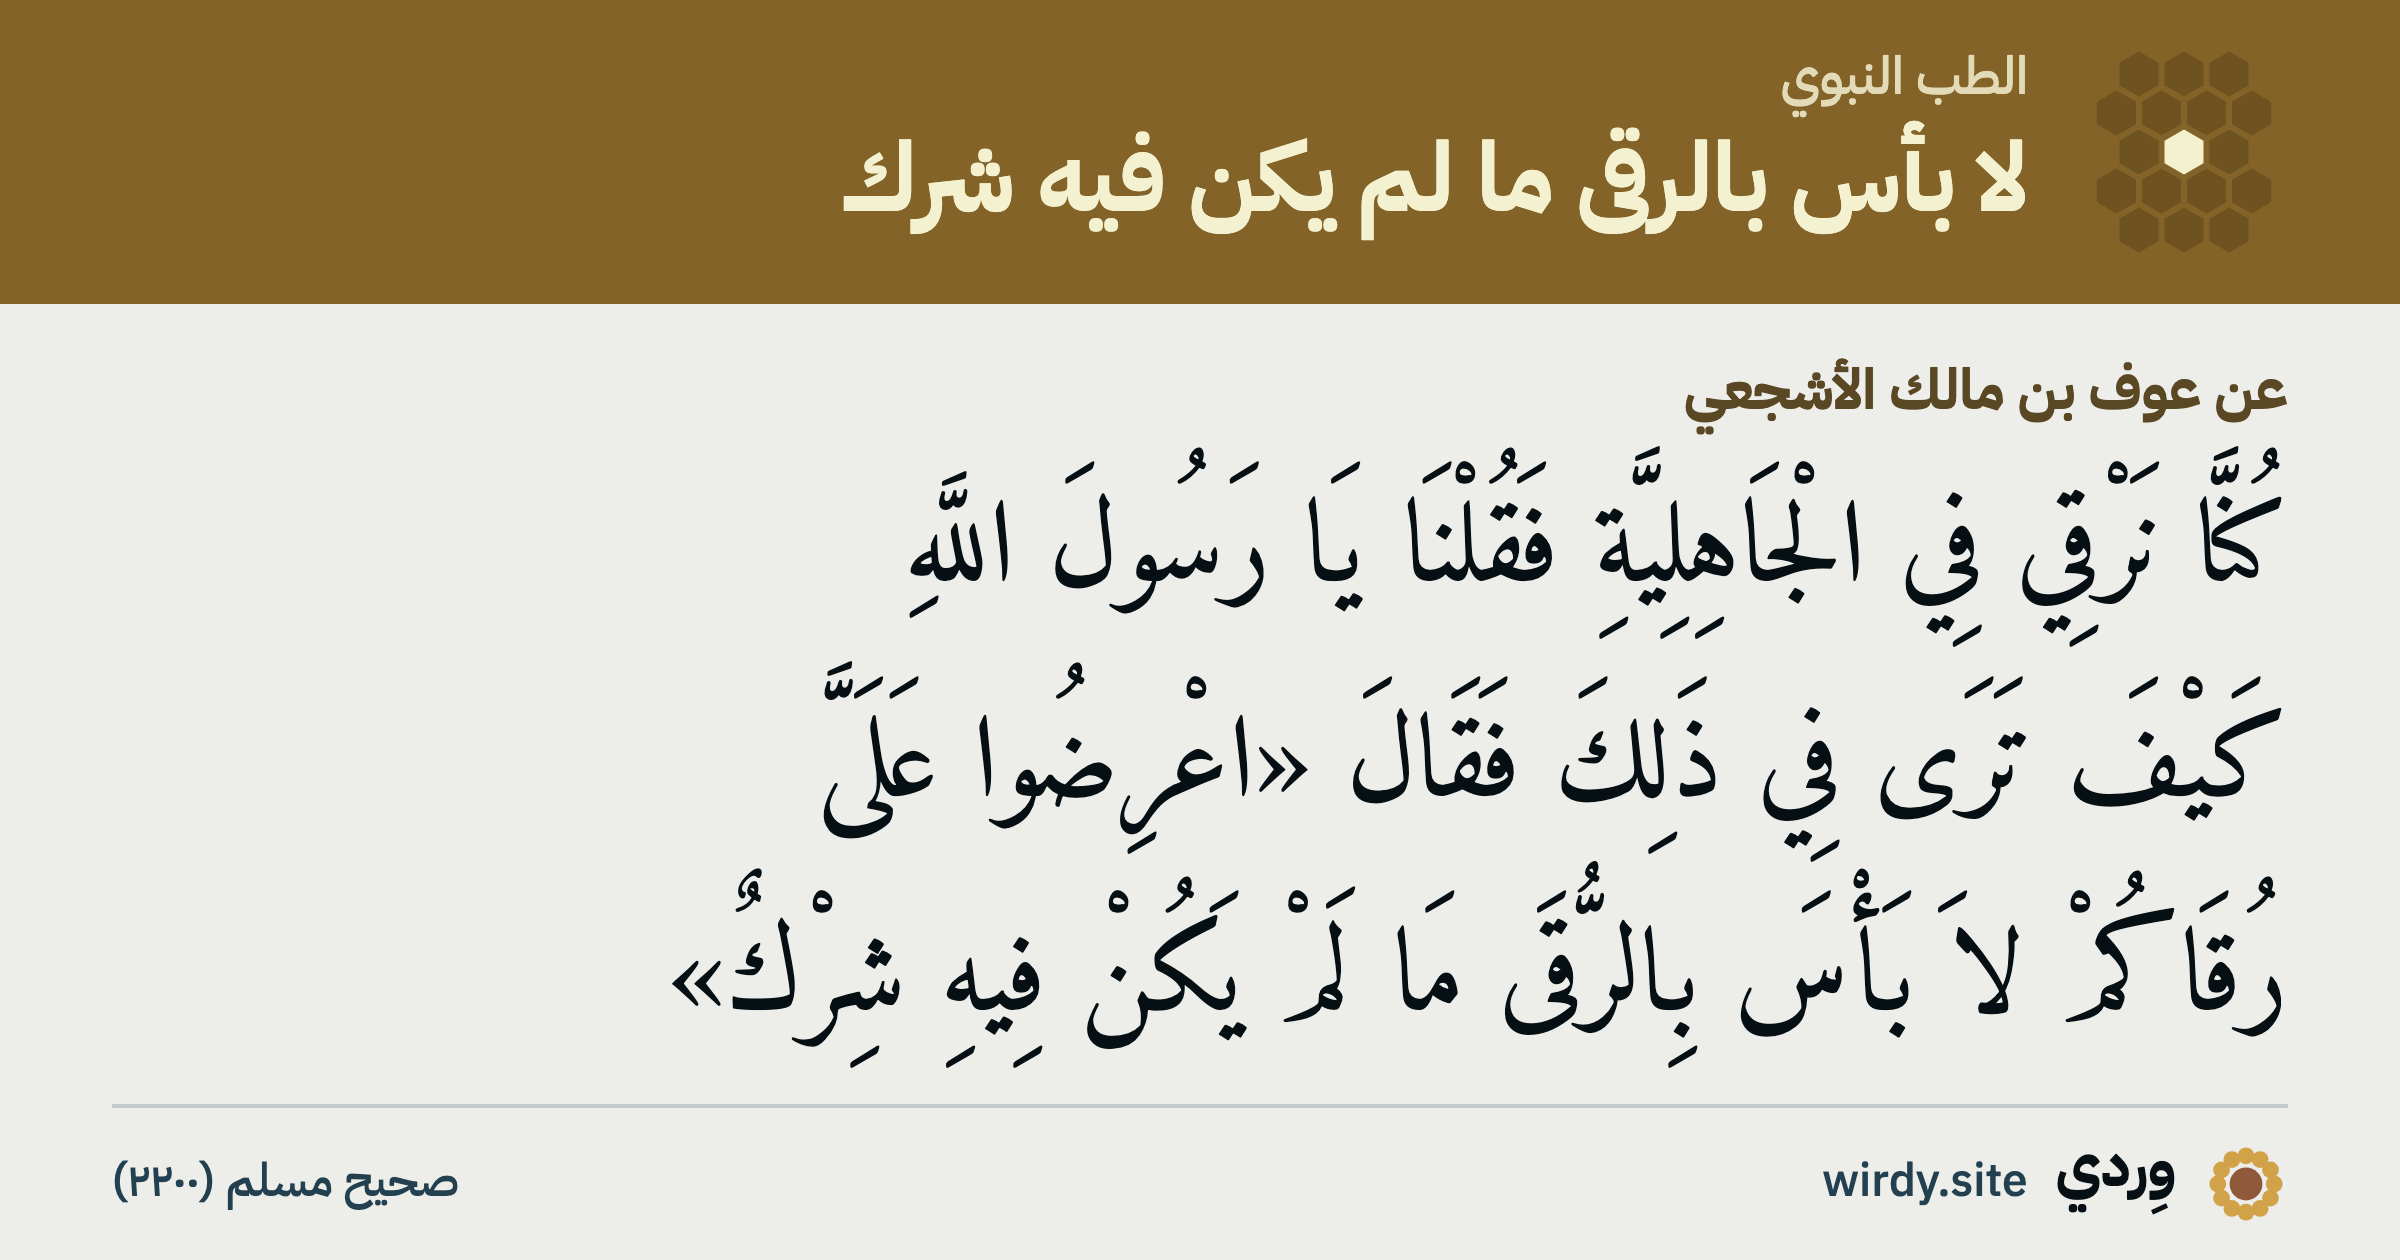 الطب النبوي
لا بأس بالرقى ما لم يكن فيه شرك
عن عوف بن مالك الأشجعي
كُنَّا نَرْقِي فِي الْجَاهِلِيَّةِ فَقُلْنَا يَا رَسُولَ اللَّهِ
كَيْفَ تَرَى فِي ذَلِكَ فَقَالَ «اعْرِضُوا عَلَىَّ
رُقَاكُمْ لاَ بَأْسَ بِالرُّقَى مَا لَمْ يَكُنْ فِيهِ شِرْكٌ»
وِردي wirdy.site
صحيح مسلم (٢٢٠٠)